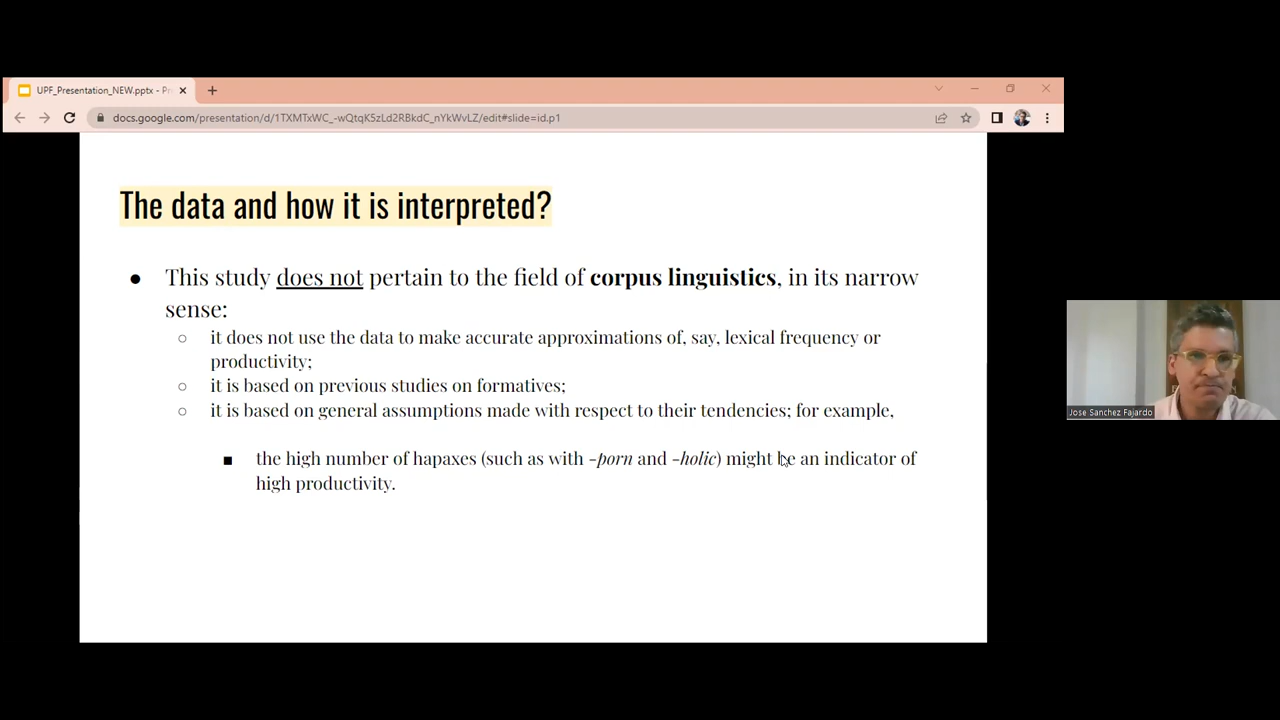 UPF_Presentation_NEW.pptx - Pr
docs.google.com/presentation/d/1TXMTxWC_-wQtqK5zLd2RBkdC_nYkWvLZ/edit#slide=id.p1
The data and how it is interpreted?
● This study does not pertain to the field of corpus linguistics, in its narrow
sense:
○ it does not use the data to make accurate approximations of, say, lexical frequency or
productivity;
○ it is based on previous studies on formatives;
○ it is based on general assumptions made with respect to their tendencies; for example,
■ the high number of hapaxes (such as with -porn and -holic) might be an indicator of
high productivity.
Jose Sanchez Fajardo